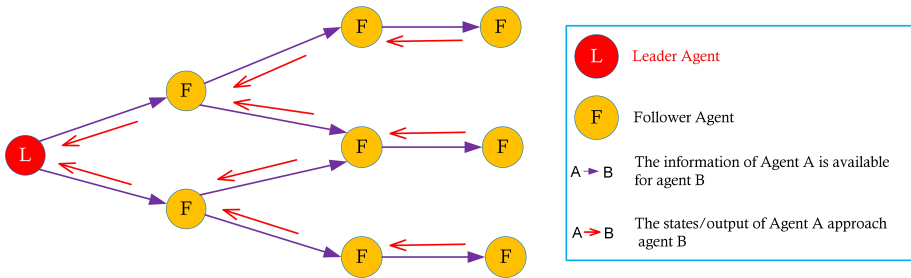 F
F
F
L
F
F
F
F
F
L
Leader Agent
F
Follower Agent
A
B
The information of Agent A is available
for agent B
A
B
The states/output of Agent A approach
agent B